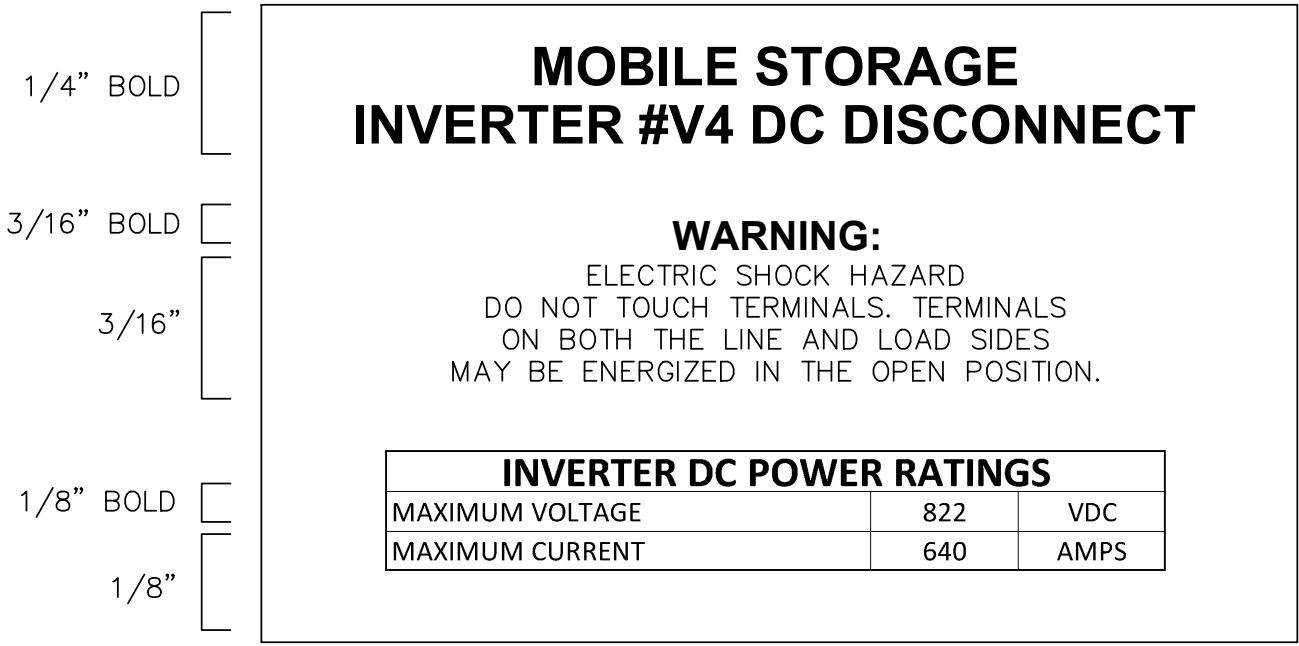 1/4” BOLD
MOBILE STORAGE
INVERTER #V4 DC DISCONNECT
3/16” BOLD
WARNING:
3/16”
ELECTRIC SHOCK HAZARD
DO NOT TOUCH TERMINALS. TERMINALS
ON BOTH THE LINE AND LOAD SIDES
MAY BE ENERGIZED IN THE OPEN POSITION.
1/8” BOLD
INVERTER DC POWER RATINGS
1/8”
MAXIMUM VOLTAGE 822 VDC
MAXIMUM CURRENT 640 AMPS